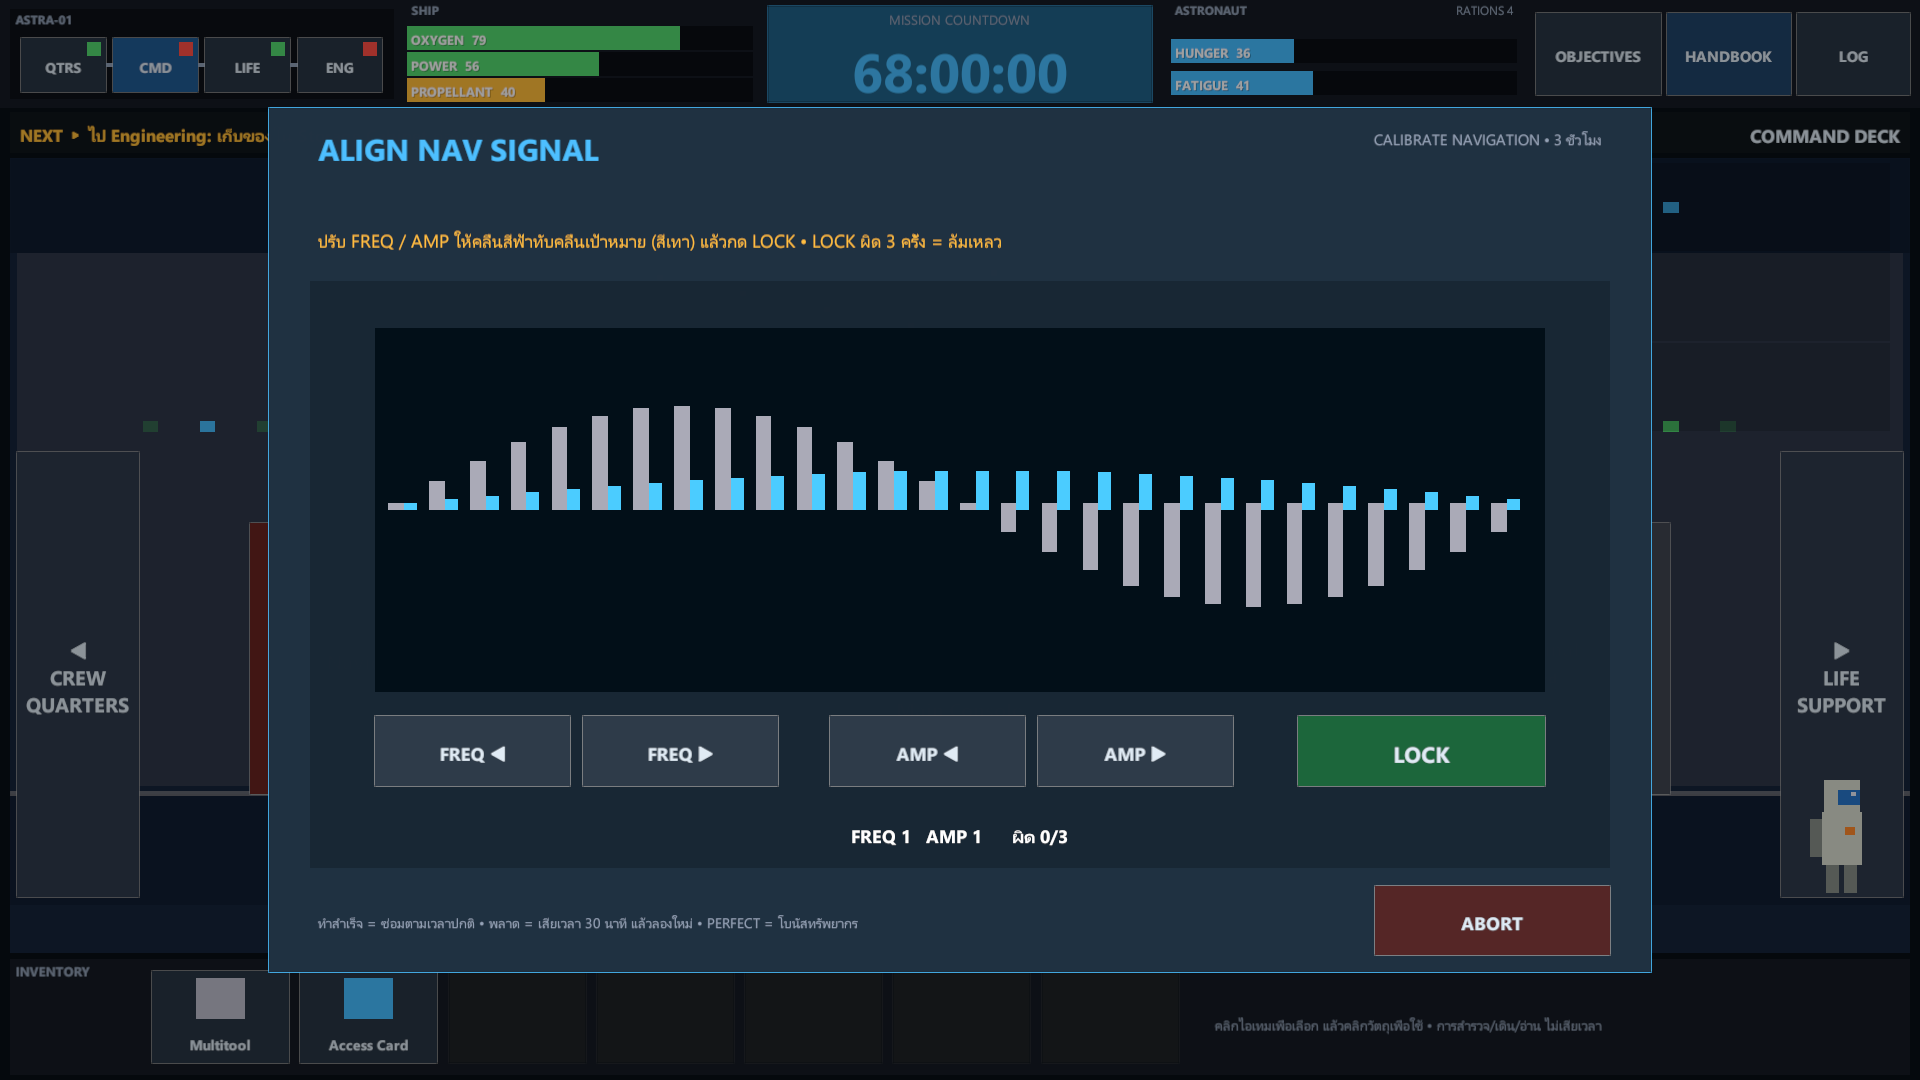 ASTRA-01
QTRS
CMD
LIFE
ENG
SHIP
OXYGEN 79
POWER 56
PROPELLANT 40
MISSION COUNTDOWN
68:00:00
ASTRONAUT
RATIONS 4
HUNGER 36
FATIGUE 41
OBJECTIVES
HANDBOOK
LOG
NEXT ▸ ไป Engineering: เก็บของ
COMMAND DECK
ALIGN NAV SIGNAL
CALIBRATE NAVIGATION • 3 ชั่วโมง
ปรับ FREQ / AMP ให้คลื่นสีฟ้าทับคลื่นเป้าหมาย (สีเทา) แล้วกด LOCK • LOCK ผิด 3 ครั้ง = ล้มเหลว
◀
CREW
QUARTERS
▶
LIFE
SUPPORT
FREQ ◀
FREQ ▶
AMP ◀
AMP ▶
LOCK
FREQ 1 AMP 1 ผิด 0/3
ทำสำเร็จ = ซ่อมตามเวลาปกติ • พลาด = เสียเวลา 30 นาที แล้วลองใหม่ • PERFECT = โบนัสทรัพยากร
ABORT
INVENTORY
Multitool
Access Card
คลิกไอเทมเพื่อเลือก แล้วคลิกวัตถุเพื่อใช้ • การสำรวจ/เดิน/อ่าน ไม่เสียเวลา